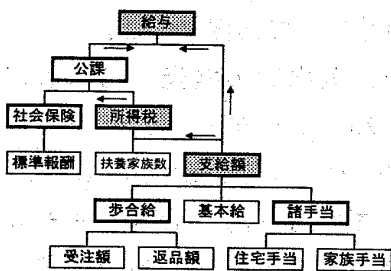 給与
公課
社会保険 所得税
標準報酬 扶養家族数 支給額
歩合給 基本給 諸手当
受注額 返品額 住宅手当 家族手当